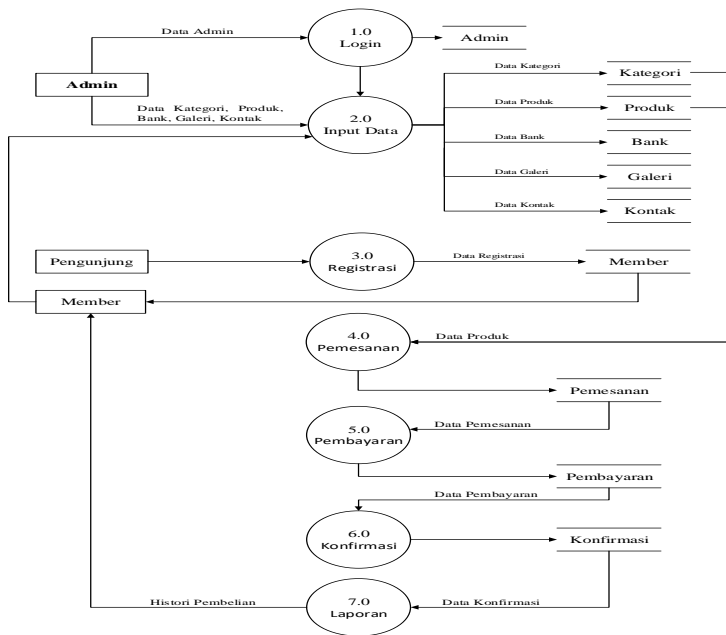 Data Admin
1.0
Login
Admin
Admin
Data Kategori, Produk,
Bank, Galeri, Kontak
2.0
Input Data
Data Kategori
Kategori
Data Produk
Produk
Data Bank
Bank
Data Galeri
Galeri
Data Kontak
Kontak
Pengunjung
3.0
Registrasi
Data Registrasi
Member
Member
4.0
Pemesanan
Data Produk
Pemesanan
5.0
Pembayaran
Data Pemesanan
Pembayaran
Data Pembayaran
6.0
Konfirmasi
Konfirmasi
Histori Pembelian
7.0
Laporan
Data Konfirmasi